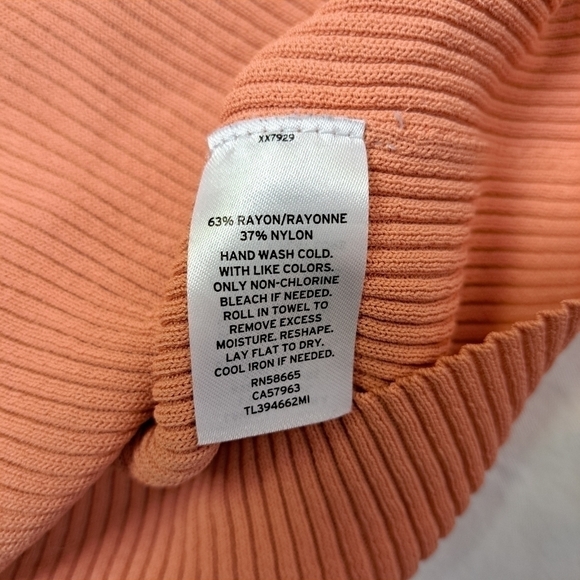 XX7929
63% RAYON/RAYONNE
37% NYLON
HAND WASH COLD.
WITH LIKE COLORS.
ONLY NON-CHLORINE
BLEACH IF NEEDED.
ROLL IN TOWEL TO
REMOVE EXCESS
MOISTURE. RESHAPE.
LAY FLAT TO DRY.
COOL IRON IF NEEDED.
RN58665
CA57963
TL394662MI